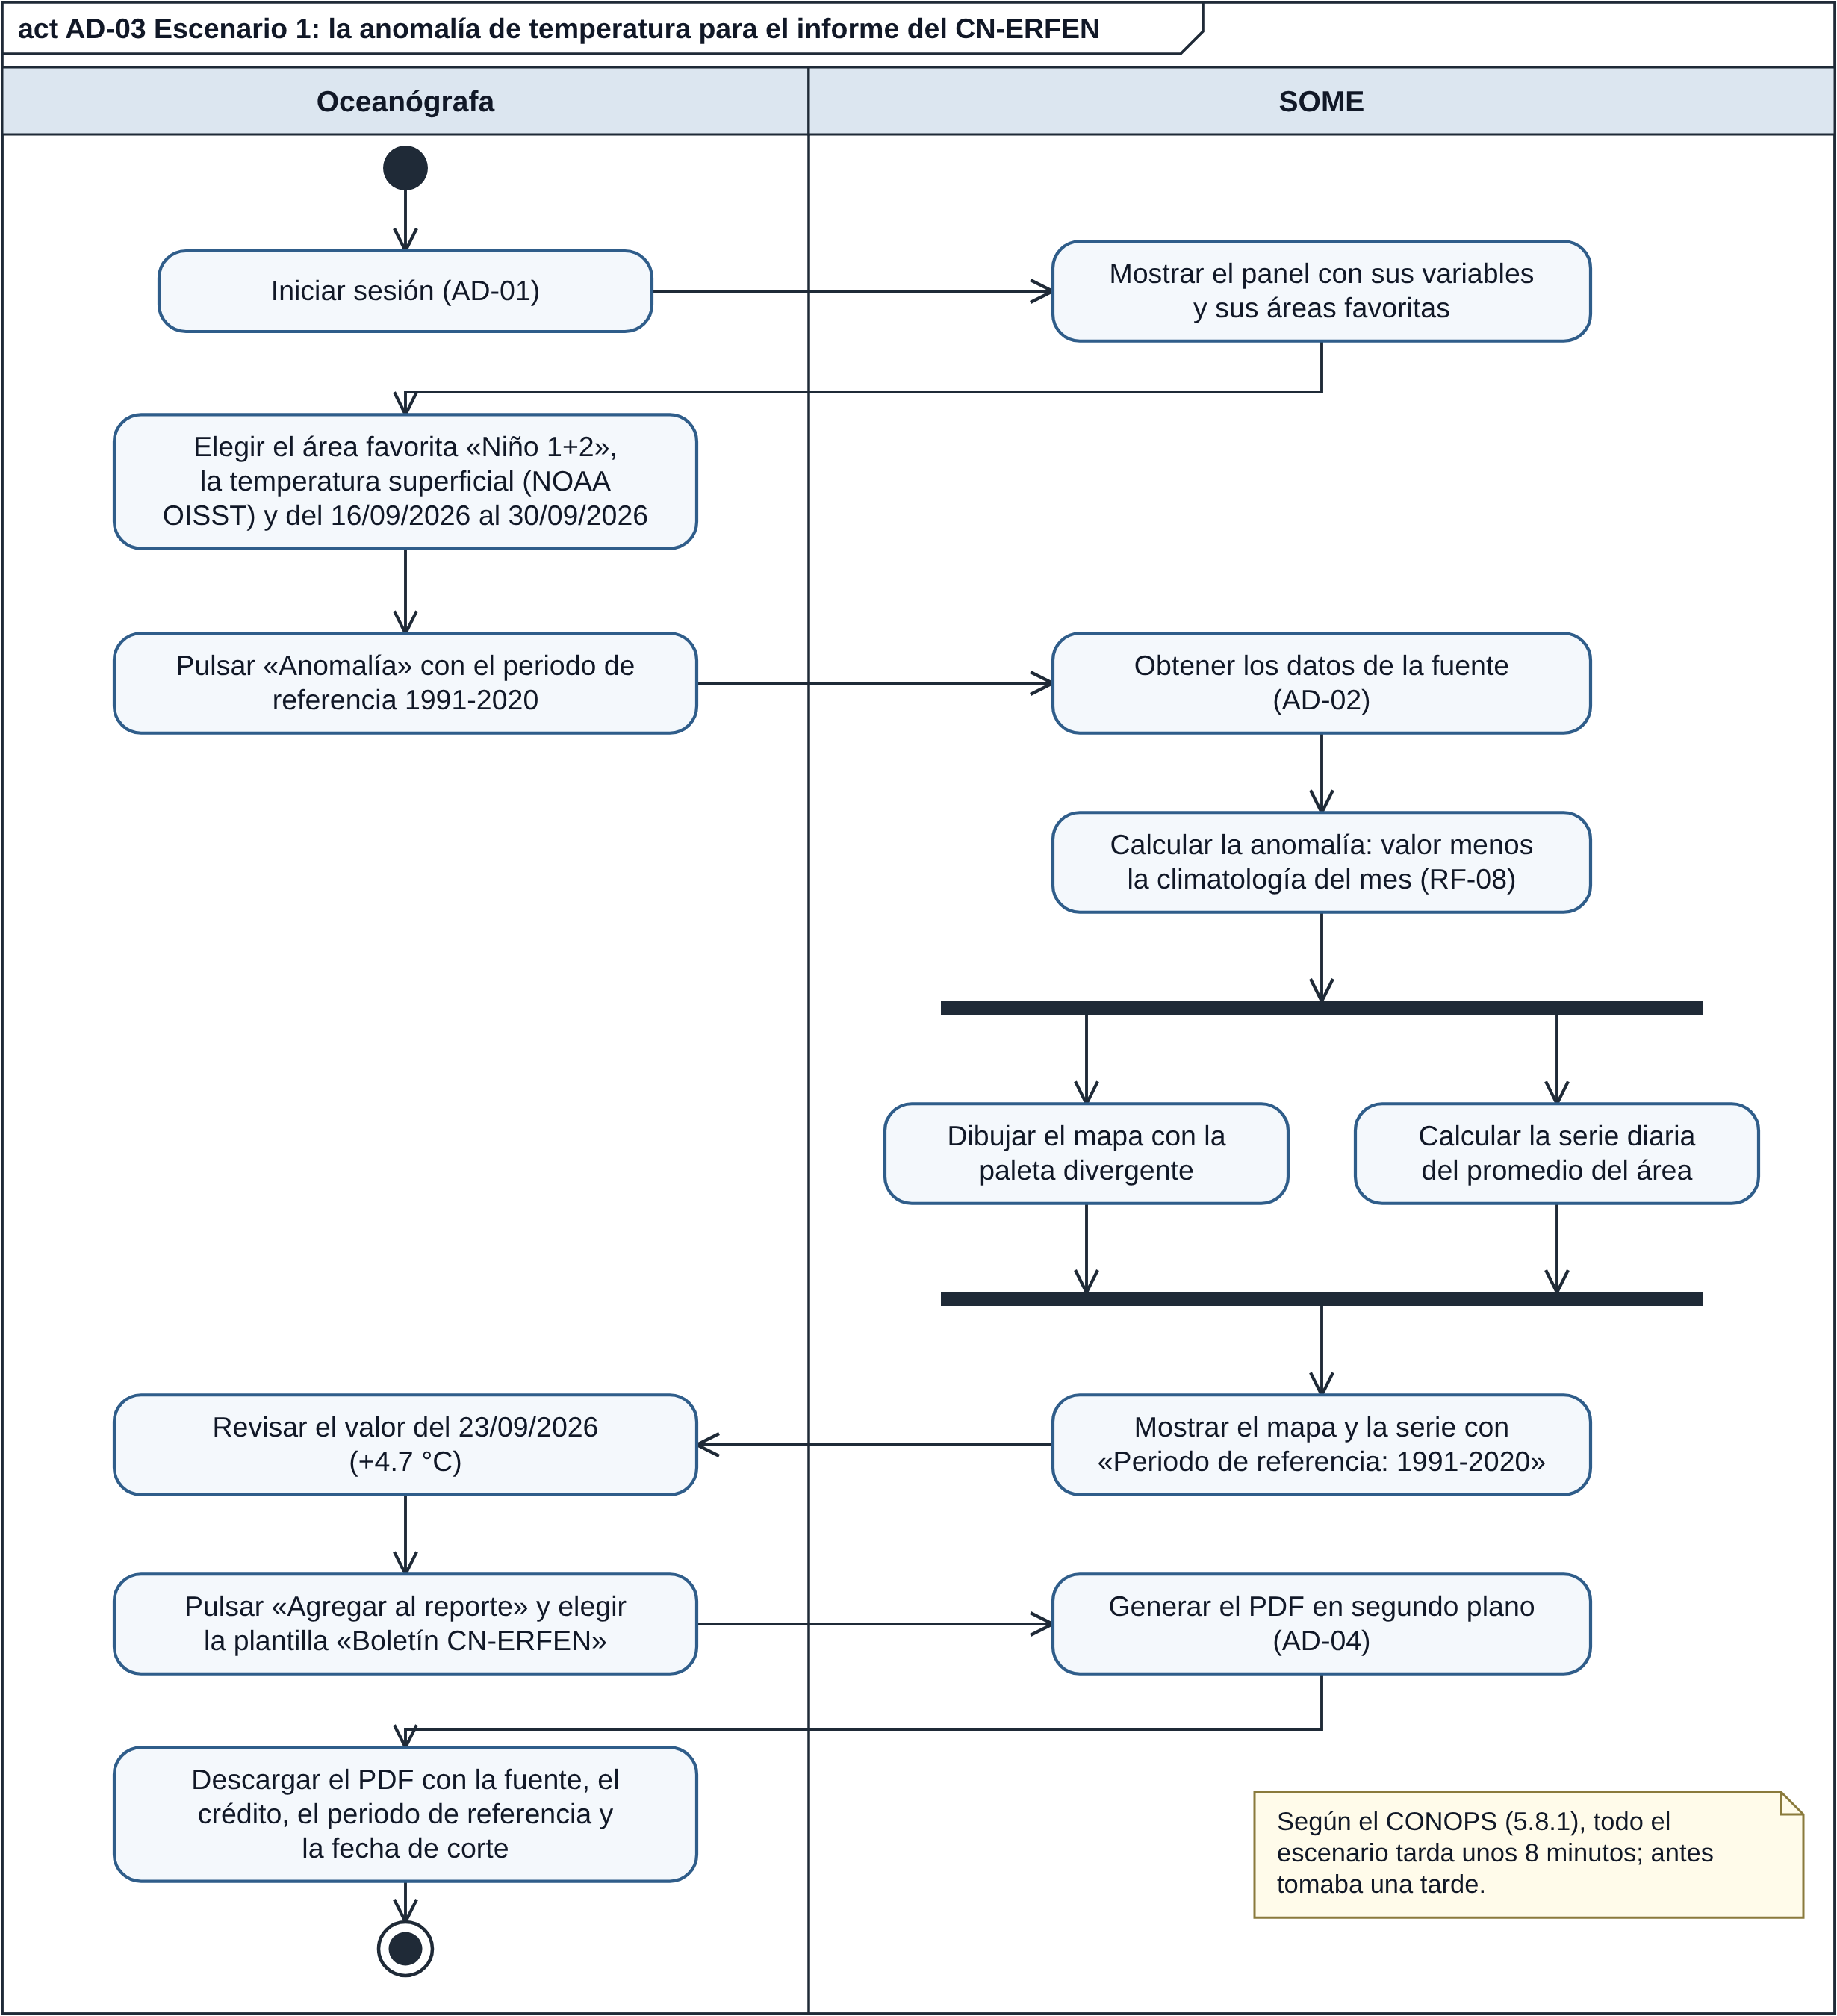 act AD-03 Escenario 1: la anomalía de temperatura para el informe del CN-ERFEN
Oceanógrafa
SOME
Iniciar sesión (AD-01)
Mostrar el panel con sus variables
y sus áreas favoritas
Elegir el área favorita «Niño 1+2»,
la temperatura superficial (NOAA
OISST) y del 16/09/2026 al 30/09/2026
Pulsar «Anomalía» con el periodo de
referencia 1991-2020
Obtener los datos de la fuente
(AD-02)
Calcular la anomalía: valor menos
la climatología del mes (RF-08)
Dibujar el mapa con la
paleta divergente
Calcular la serie diaria
del promedio del área
Mostrar el mapa y la serie con
«Periodo de referencia: 1991-2020»
Revisar el valor del 23/09/2026
(+4.7 °C)
Pulsar «Agregar al reporte» y elegir
la plantilla «Boletín CN-ERFEN»
Generar el PDF en segundo plano
(AD-04)
Descargar el PDF con la fuente, el
crédito, el periodo de referencia y
la fecha de corte
Según el CONOPS (5.8.1), todo el
escenario tarda unos 8 minutos; antes
tomaba una tarde.